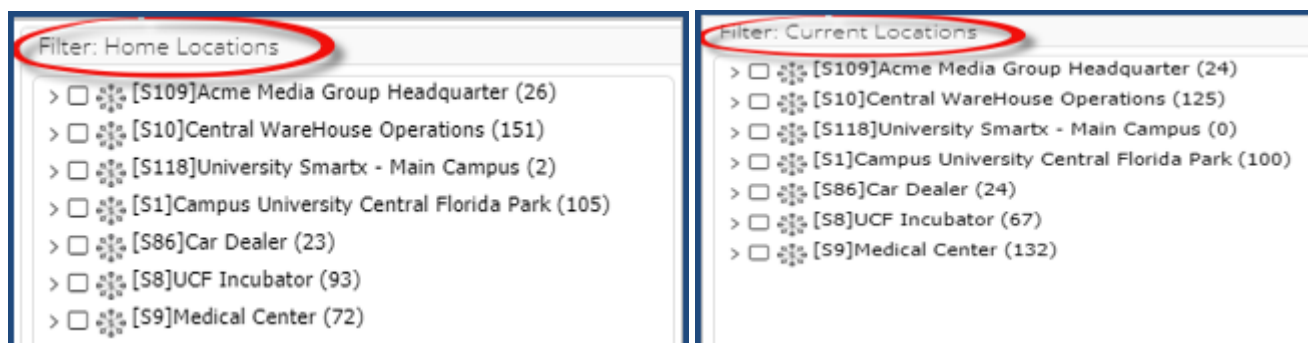 Filter: Home Locations
[S109]Acme Media Group Headquarter (26)
[S10]Central WareHouse Operations (151)
[S118]University Smartx - Main Campus (2)
[S1]Campus University Central Florida Park (105)
[S86]Car Dealer (23)
[S8]UCF Incubator (93)
[S9]Medical Center (72)
Filter: Current Locations
[S109]Acme Media Group Headquarter (24)
[S10]Central WareHouse Operations (125)
[S118]University Smartx - Main Campus (0)
[S1]Campus University Central Florida Park (100)
[S86]Car Dealer (24)
[S8]UCF Incubator (67)
[S9]Medical Center (132)